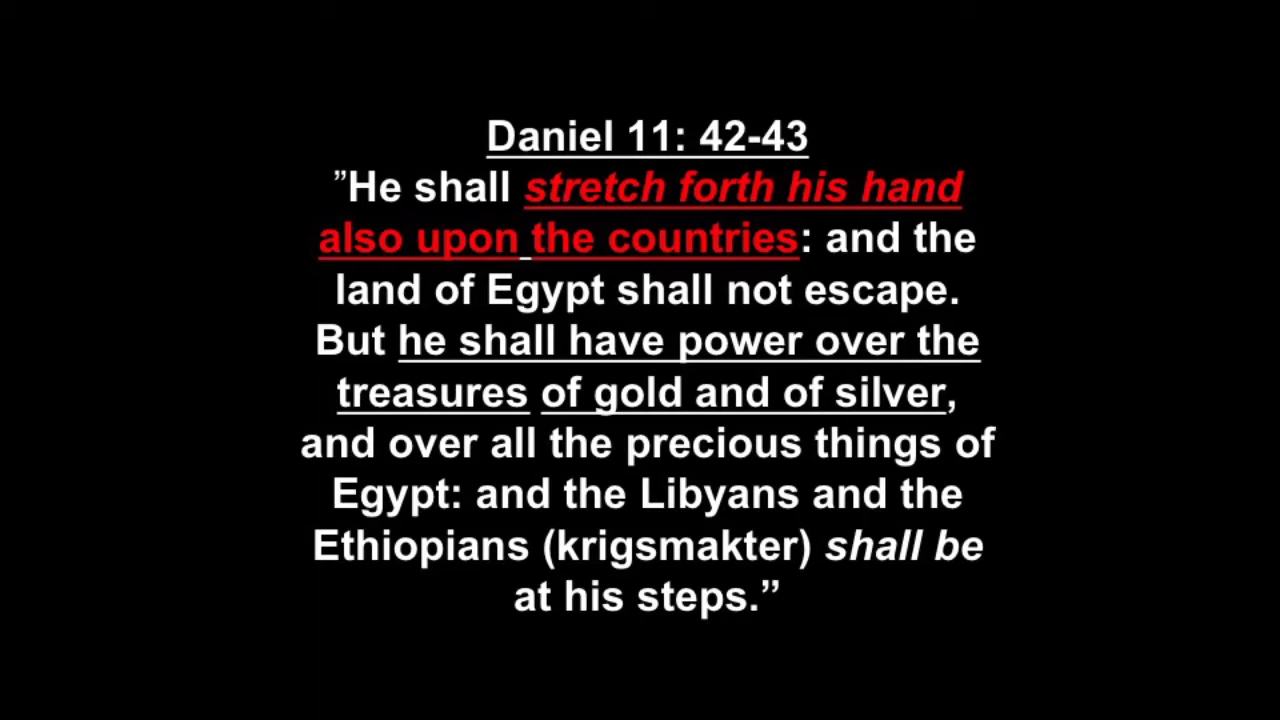 Daniel 11: 42-43
”He shall stretch forth his hand
also upon the countries: and the
land of Egypt shall not escape.
But he shall have power over the
treasures of gold and of silver,
and over all the precious things of
Egypt: and the Libyans and the
Ethiopians (krigsmakter) shall be
at his steps.”